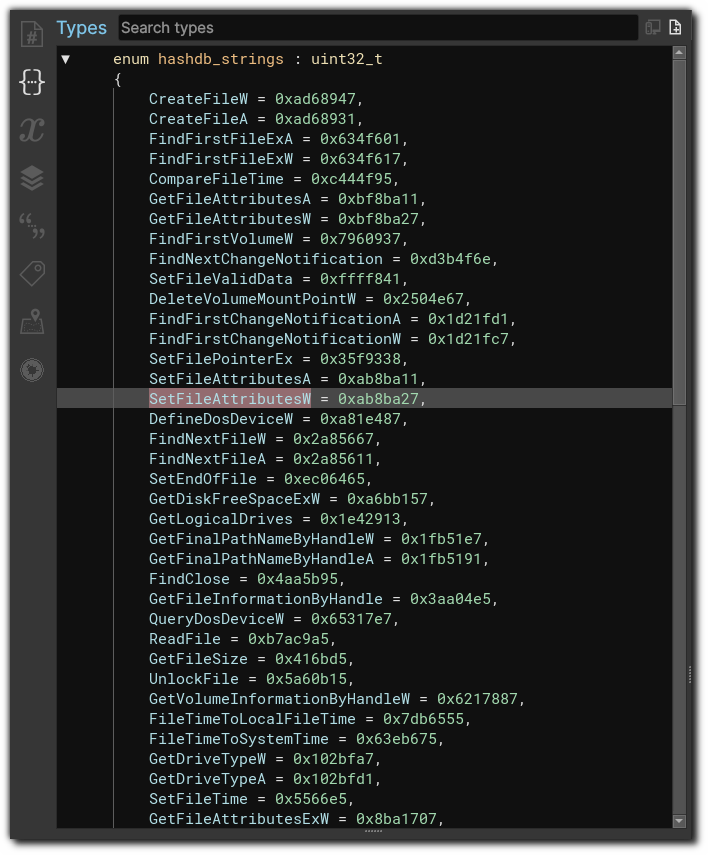 Types
Search types
enum hashdb_strings : uint32_t
{
CreateFileW = 0xad68947,
CreateFileA = 0xad68931,
FindFirstFileExA = 0x634f601,
FindFirstFileExW = 0x634f617,
CompareFileTime = 0xc444f95,
GetFileAttributesA = 0xbf8ba11,
GetFileAttributesW = 0xbf8ba27,
FindFirstVolumeW = 0x7960937,
FindNextChangeNotification = 0xd3b4f6e,
SetFileValidData = 0xffff841,
DeleteVolumeMountPointW = 0x2504e67,
FindFirstChangeNotificationA = 0x1d21fd1,
FindFirstChangeNotificationW = 0x1d21fc7,
SetFilePointerEx = 0x35f9338,
SetFileAttributesA = 0xab8ba11,
SetFileAttributesW = 0xab8ba27,
DefineDosDeviceW = 0xa81e487,
FindNextFileW = 0x2a85667,
FindNextFileA = 0x2a85611,
SetEndOfFile = 0xec06465,
GetDiskFreeSpaceExW = 0xa6bb157,
GetLogicalDrives = 0x1e42913,
GetFinalPathNameByHandleW = 0x1fb51e7,
GetFinalPathNameByHandleA = 0x1fb5191,
FindClose = 0x4aa5b95,
GetFileInformationByHandle = 0x3aa04e5,
QueryDosDeviceW = 0x65317e7,
ReadFile = 0xb7ac9a5,
GetFileSize = 0x416bd5,
UnlockFile = 0x5a60b15,
GetVolumeInformationByHandleW = 0x6217887,
FileTimeToLocalFileTime = 0x7db6555,
FileTimeToSystemTime = 0x63eb675,
GetDriveTypeW = 0x102bfa7,
GetDriveTypeA = 0x102bfd1,
SetFileTime = 0x5566e5,
GetFileAttributesExW = 0x8ba1707,